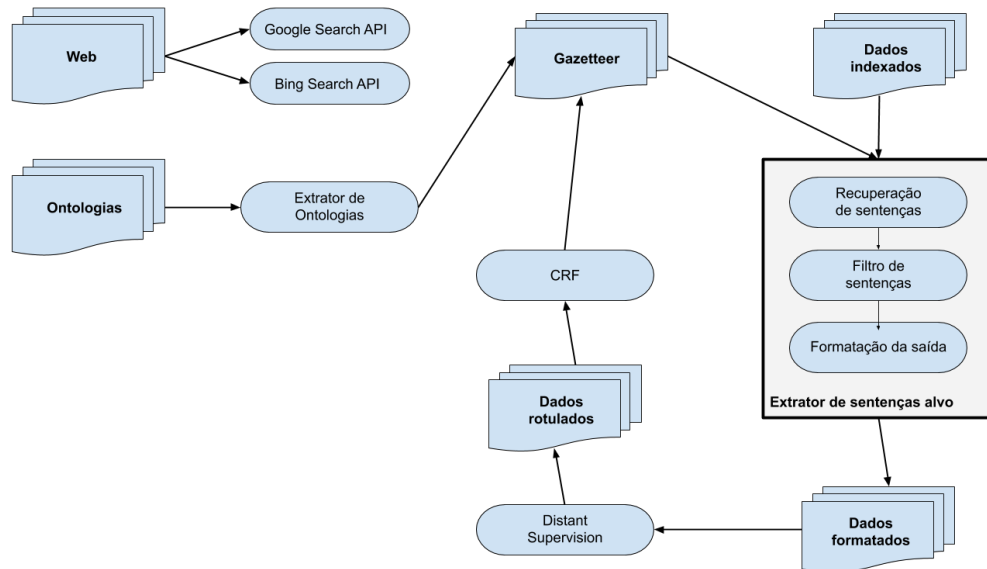 Web
Google Search API
Bing Search API
Gazetteer
Dados
indexados
Ontologias
Extrator de
Ontologias
Recuperação
de sentenças
Filtro de
sentenças
Formatação da saída
Extrator de sentenças alvo
CRF
Dados
rotulados
Distant
Supervision
Dados
formatados